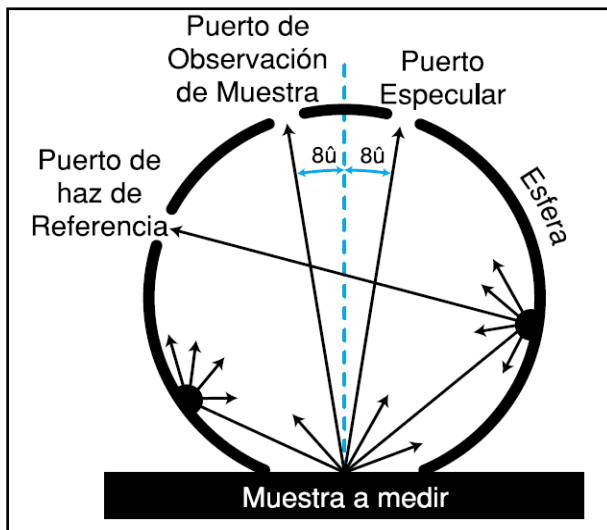 Puerto de
Observación
de Muestra
Puerto
Especular
Puerto de
haz de
Referencia
8û
8û
Esfera
Muestra a medir